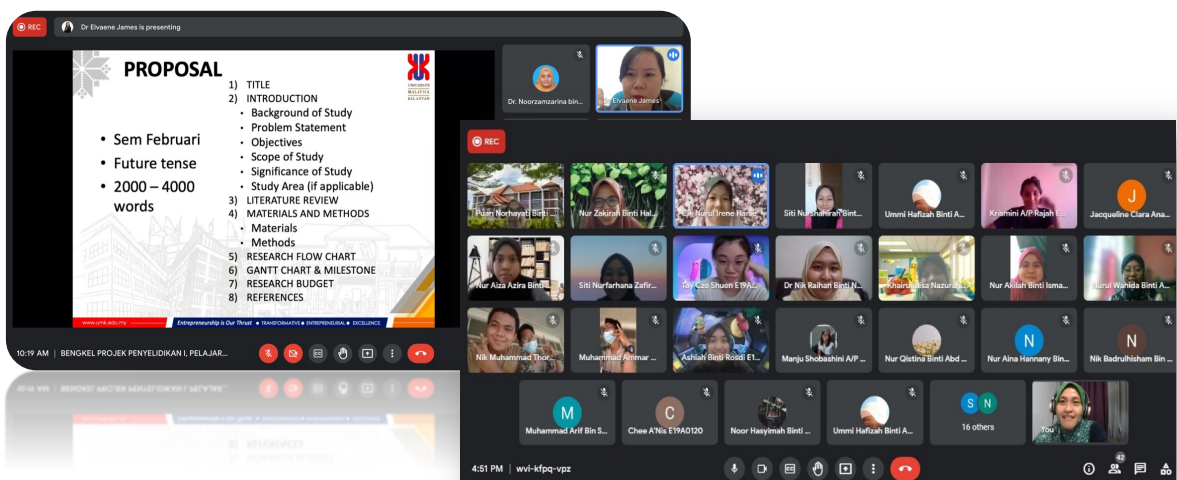 REC
Dr Elvaene James is presenting
PROPOSAL
UNIVERSITI
MALAYSIA
KELANTAN
• Sem Februari
• Future tense
• 2000 – 4000
words
1) TITLE
2) INTRODUCTION
• Background of Study
• Problem Statement
• Objectives
• Scope of Study
• Significance of Study
• Study Area (if applicable)
3) LITERATURE REVIEW
4) MATERIALS AND METHODS
• Materials
• Methods
5) RESEARCH FLOW CHART
6) GANTT CHART & MILESTONE
7) RESEARCH BUDGET
8) REFERENCES
www.umk.edu.my
Entrepreneurship is Our Thrust ● TRANSFORMATIVE ● ENTREPRENEURIAL ● EXCELLENCE
Dr. Noorzamzarina bin...
Dr Elvaene James
10:19 AM | BENGKEL PROJEK PENYELIDIKAN I, PELAJAR...
REC
Puan Norhayati Binti ...
Nur Zakirah Binti Hal...
Cik Nurul Irene Hanie
Siti Nurshahirah Bint...
Ummi Hafizah Binti A...
Krismini A/P Rajah E...
J
Jacqueline Clara Ana...
Nur Aiza Azira Binti
Siti Nurfarhana Zafir...
Tay Czo Shuon E19A...
Dr Nik Raihan Binti N...
Khairunnisa Nazura
Nur Akilah Binti Isma...
Nurul Wahida Binti A...
Nik Muhammad Thor...
Muhammad Ammar ...
Ashiah Binti Rosdi E1...
Manju Shobashini A/P ...
Nur Qistina Binti Abd ...
N
Nur Aina Hannany Bin...
N
Nik Badrulhisham Bin ...
M
Muhammad Arif Bin S...
C
Chee A'Nis E19A0120
Noor Hasyimah Binti ...
Ummi Hafizah Binti A...
S N
16 others
You
4:51 PM | wvi-kfpq-vpz
42